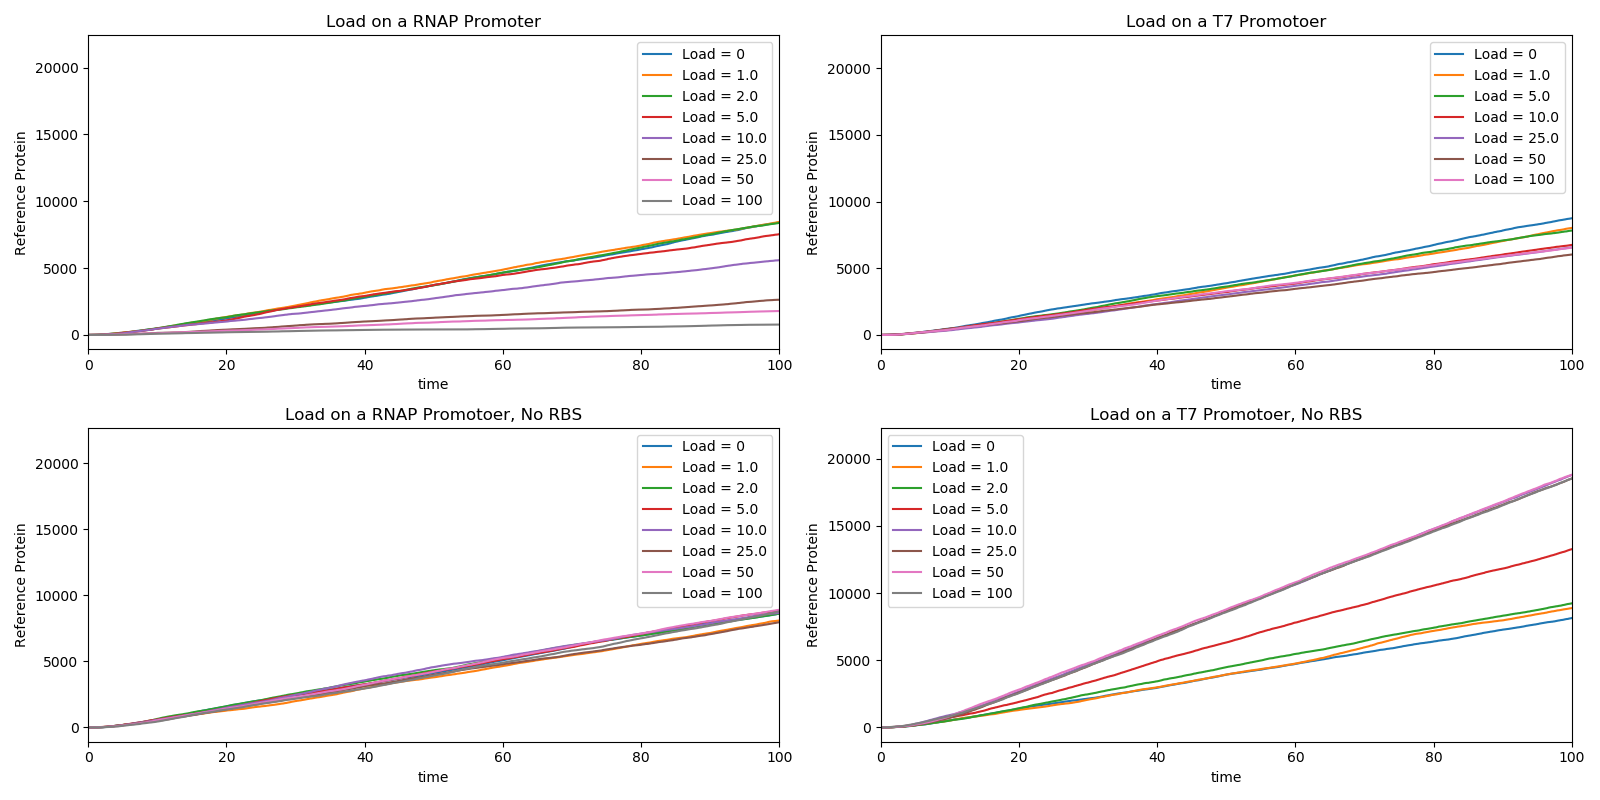 Load on a RNAP Promoter
Reference Protein
20000
15000
10000
5000
0
0 20 40 60 80 100
time
Load = 0
Load = 1.0
Load = 2.0
Load = 5.0
Load = 10.0
Load = 25.0
Load = 50
Load = 100
Load on a T7 Promotoer
Reference Protein
20000
15000
10000
5000
0
0 20 40 60 80 100
time
Load = 0
Load = 1.0
Load = 5.0
Load = 10.0
Load = 25.0
Load = 50
Load = 100
Load on a RNAP Promotoer, No RBS
Reference Protein
20000
15000
10000
5000
0
0 20 40 60 80 100
time
Load = 0
Load = 1.0
Load = 2.0
Load = 5.0
Load = 10.0
Load = 25.0
Load = 50
Load = 100
Load on a T7 Promotoer, No RBS
Reference Protein
20000
15000
10000
5000
0
0 20 40 60 80 100
time
Load = 0
Load = 1.0
Load = 2.0
Load = 5.0
Load = 10.0
Load = 25.0
Load = 50
Load = 100